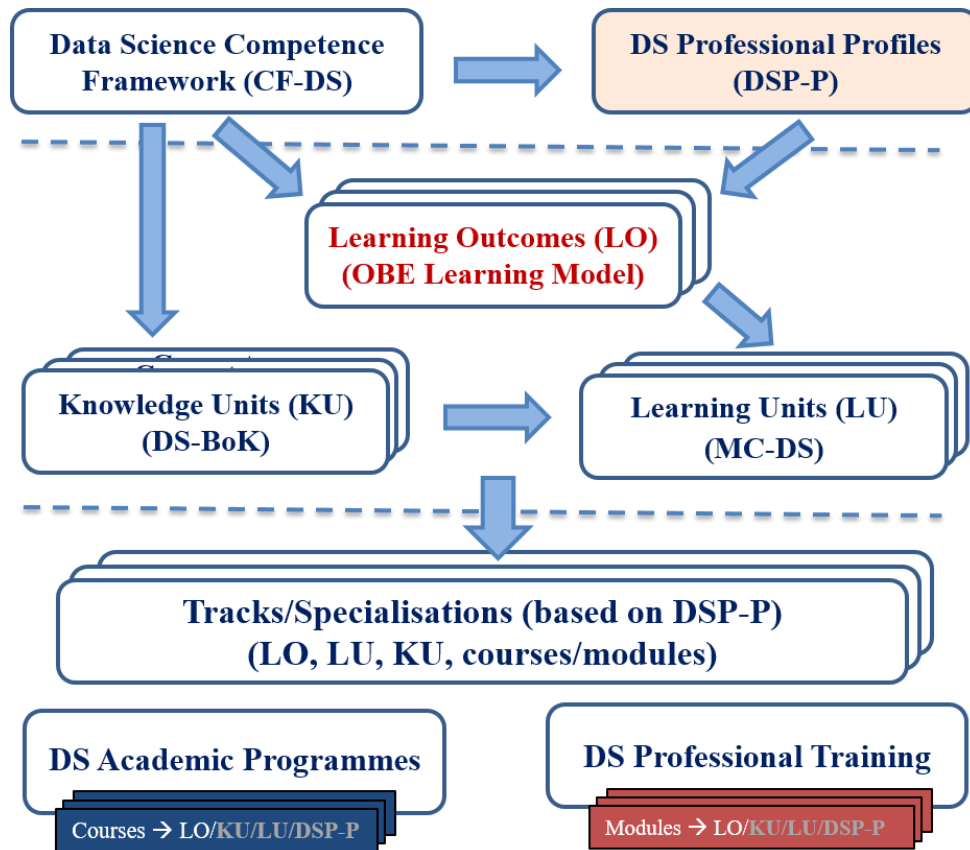 Data Science Competence
Framework (CF-DS)
DS Professional Profiles
(DSP-P)
Learning Outcomes (LO)
(OBE Learning Model)
Knowledge Units (KU)
(DS-BoK)
Learning Units (LU)
(MC-DS)
Tracks/Specialisations (based on DSP-P)
(LO, LU, KU, courses/modules)
DS Academic Programmes
Courses → LO/KU/LU/DSP-P
DS Professional Training
Modules → LO/KU/LU/DSP-P